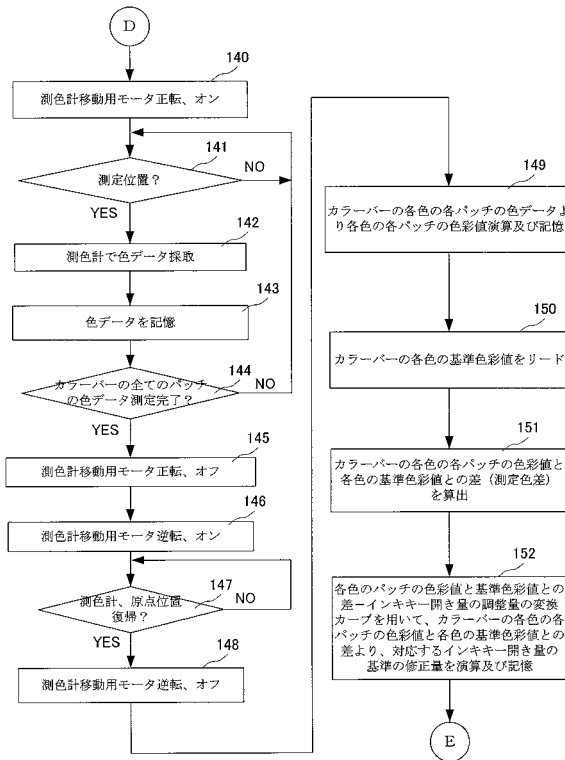 D
140
測色計移動用モータ正転、オン
141
測定位置？
NO
YES
142
測色計で色データ採取
143
色データを記憶
144
カラーバーの全てのパッチ
の色データ測定完了？
NO
YES
145
測色計移動用モータ正転、オフ
146
測色計移動用モータ逆転、オン
147
測色計、原点位置
復帰？
NO
YES
148
測色計移動用モータ逆転、オフ
149
カラーバーの各色の各パッチの色データよ
り各色の各パッチの色彩値演算及び記憶
150
カラーバーの各色の基準色彩値をリード
151
カラーバーの各色の各パッチの色彩値と
各色の基準色彩値との差（測定色差）
を算出
152
各色のパッチの色彩値と基準色彩値との
差－インキキー開き量の調整量の変換
カーブを用いて、カラーバーの各色の各
パッチの色彩値と各色の基準色彩値との
差より、対応するインキキー開き量の
基準の修正量を演算及び記憶
E